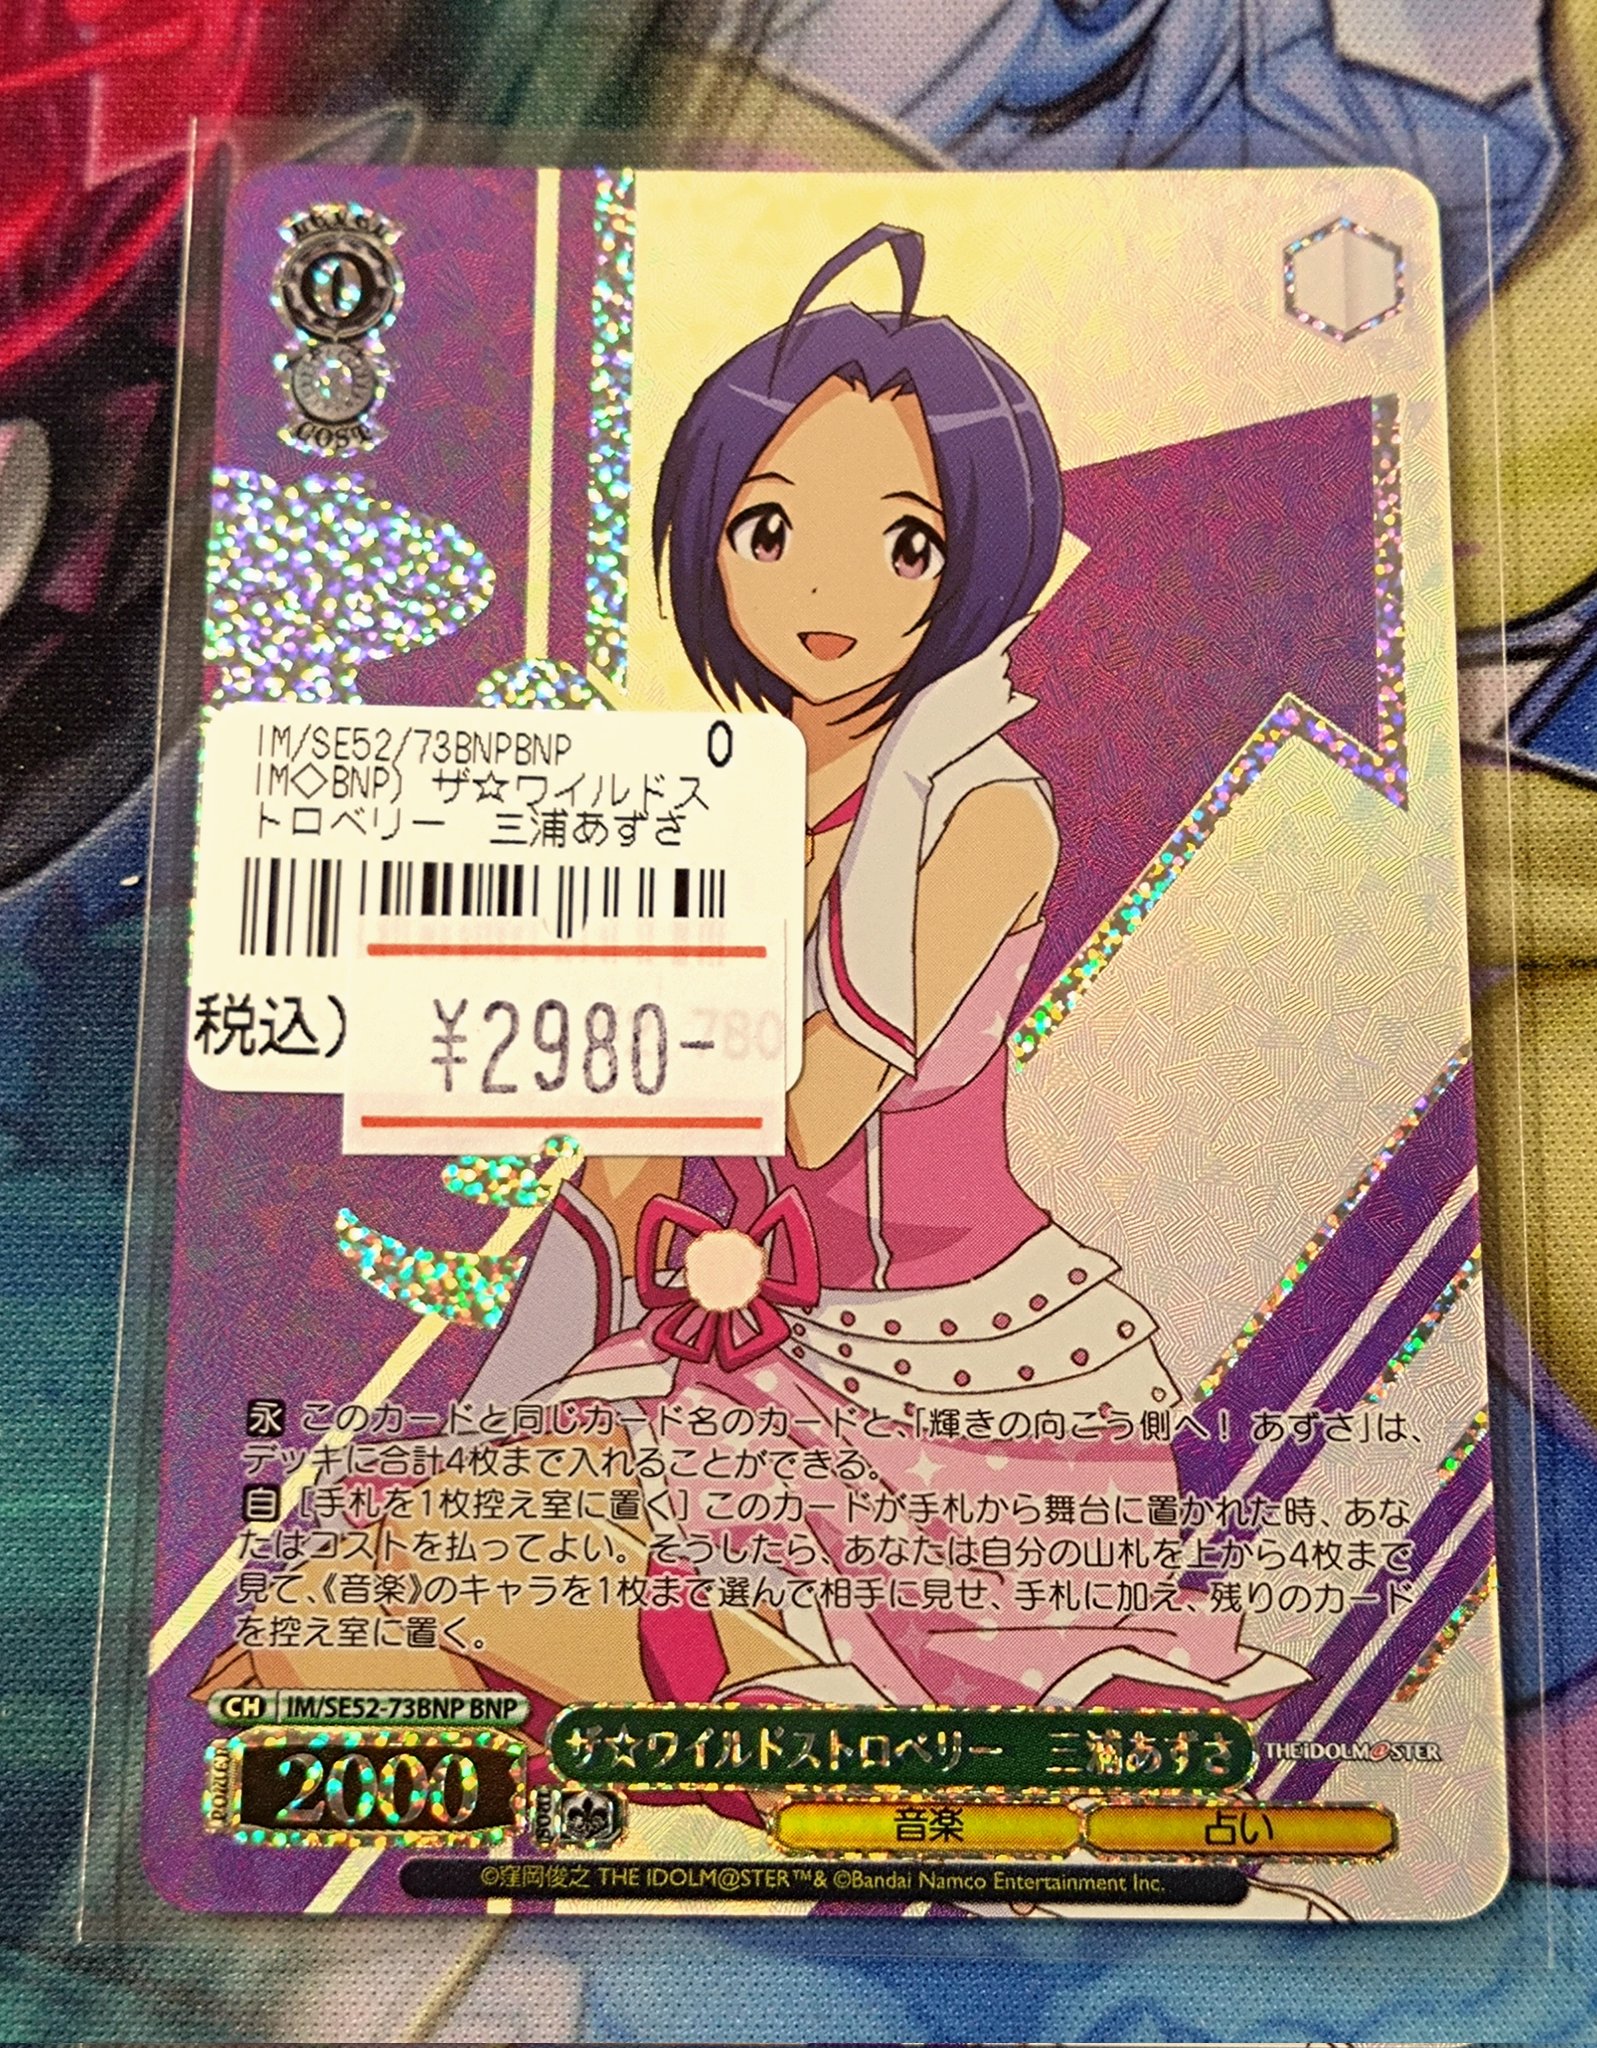 LEVEL
0
COST
IM/SE52/73BNPBNP 0
IM◇BNP) ザ☆ワイルドス
トロベリー 三浦あずさ
税込)
¥2980-
永 このカードと同じカード名のカードと、「輝きの向こう側へ! あずさ」は、
デッキに合計4枚まで入れることができる。
自 [手札を1枚控え室に置く] このカードが手札から舞台に置かれた時、あな
たはコストを払ってよい。そうしたら、あなたは自分の山札を上から4枚まで
見て、《音楽》のキャラを1枚まで選んで相手に見せ、手札に加え、残りのカード
を控え室に置く。
CH IM/SE52-73BNP BNP
POWER 2000
ザ☆ワイルドストロベリー 三浦あずさ
THE iDOLM@STER
音楽 占い
©窪岡俊之 THE IDOLM@STER™& ©Bandai Namco Entertainment Inc.